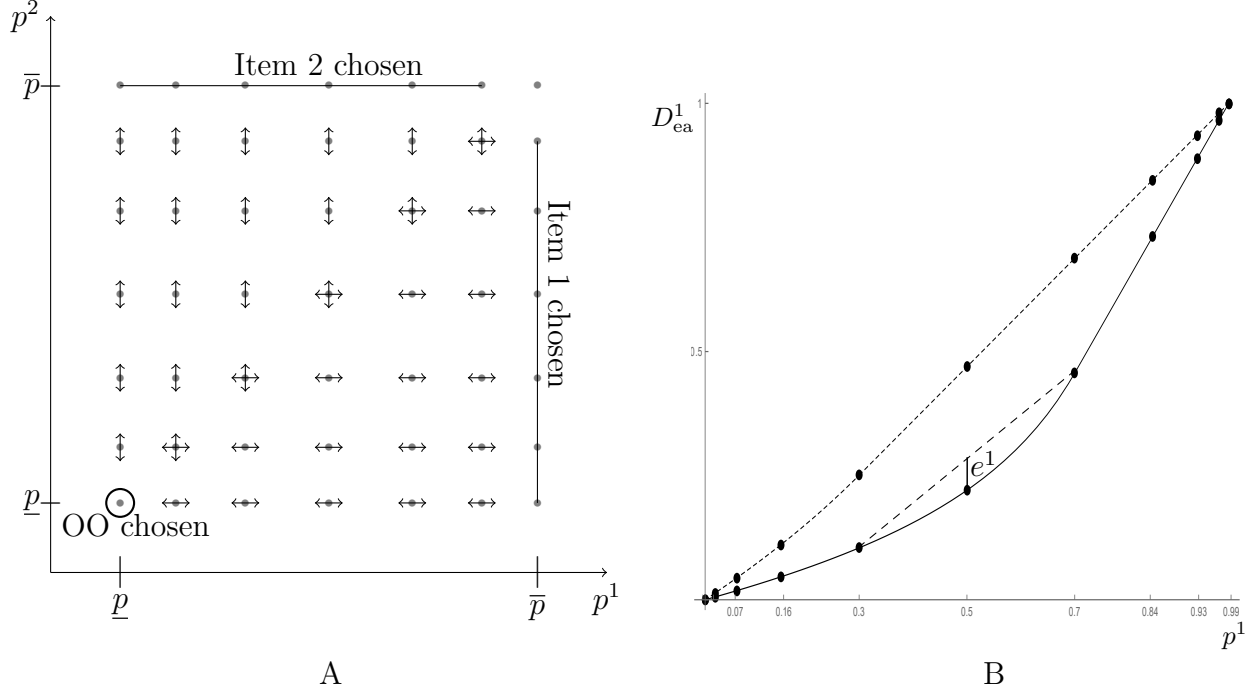 p²
Item 2 chosen
p̅
Item 1 chosen
p̲
OO chosen
p̲
p̅
p¹
A
1
D¹ₑₐ
0.5
e¹
0.07
0.16
0.3
0.5
0.7
0.84
0.93
0.99
p¹
B